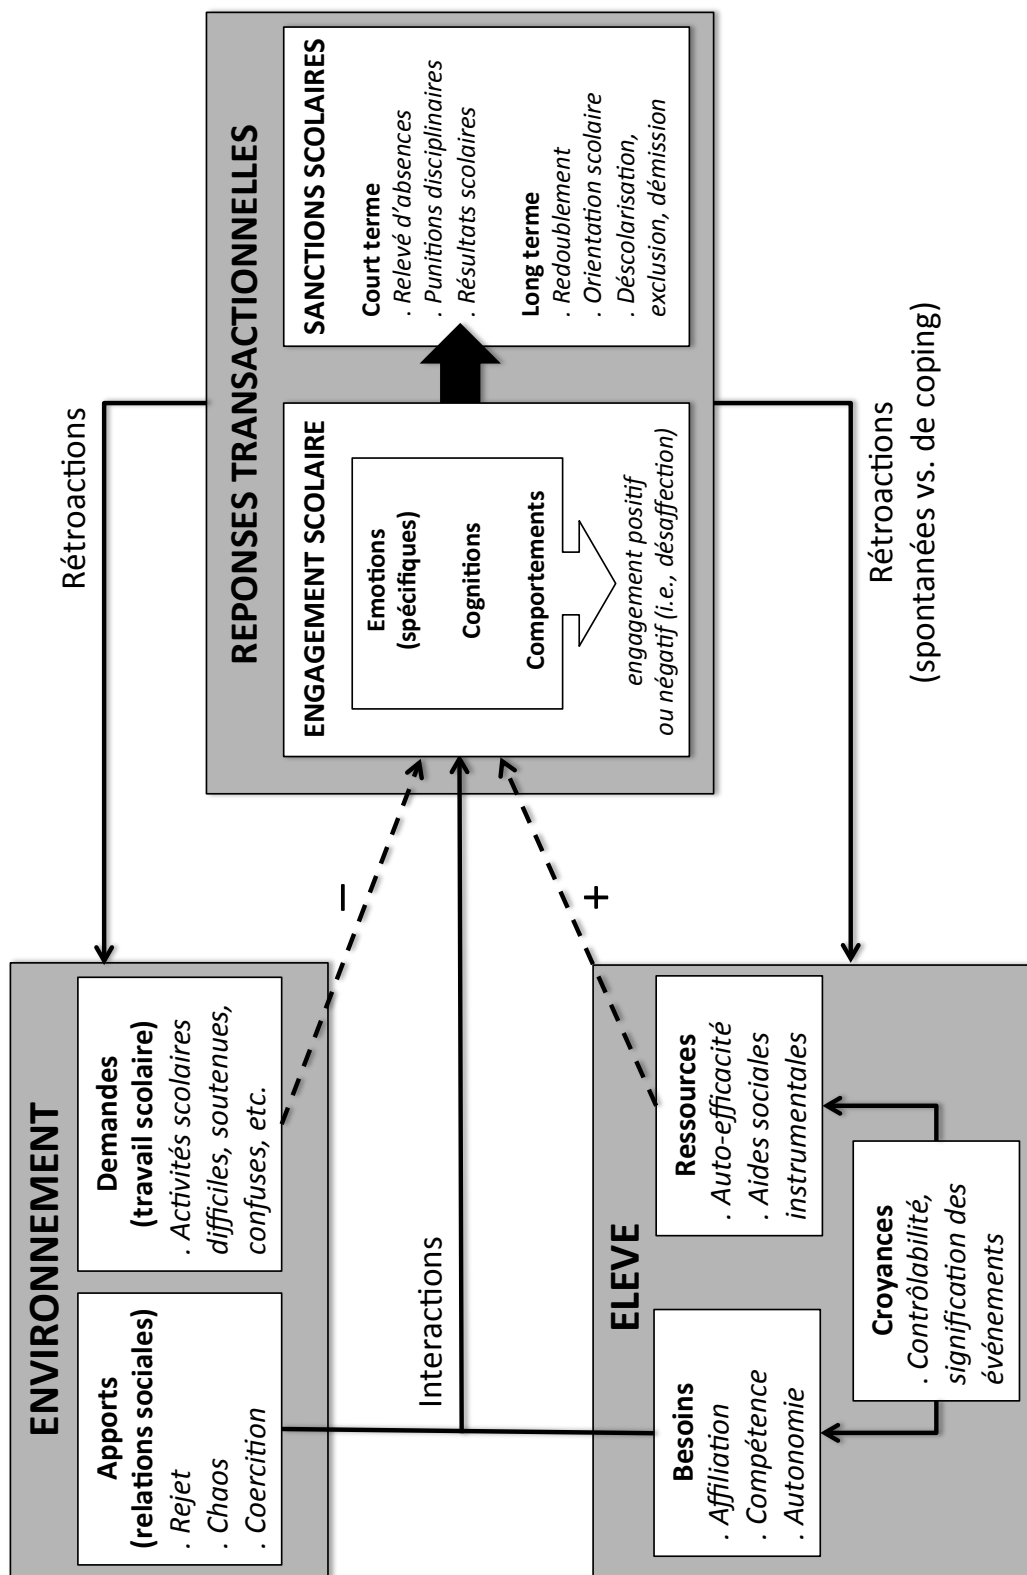 ENVIRONNEMENT
Apports
(relations sociales)
. Rejet
. Chaos
. Coercition
Demandes
(travail scolaire)
. Activités scolaires
difficiles, soutenues,
confuses, etc.
Rétroactions
Interactions
–
+
ELEVE
Besoins
. Affiliation
. Compétence
. Autonomie
Ressources
. Auto-efficacité
. Aides sociales
instrumentales
Croyances
. Contrôlabilité,
signification des
événements
REPONSES TRANSACTIONNELLES
ENGAGEMENT SCOLAIRE
Emotions
(spécifiques)
Cognitions
Comportements
engagement positif
ou négatif (i.e., désaffection)
SANCTIONS SCOLAIRES
Court terme
. Relevé d’absences
. Punitions disciplinaires
. Résultats scolaires
Long terme
. Redoublement
. Orientation scolaire
. Déscolarisation,
exclusion, démission
Rétroactions
(spontanées vs. de coping)